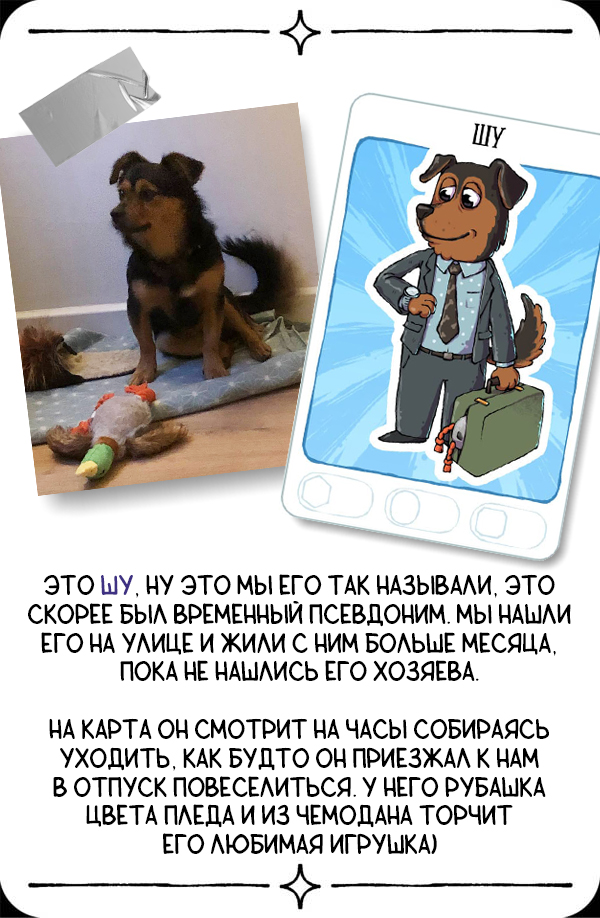 ШУ
ЭТО ШУ, НУ ЭТО МЫ ЕГО ТАК НАЗЫВАЛИ, ЭТО
СКОРЕЕ БЫЛ ВРЕМЕННЫЙ ПСЕВДОНИМ. МЫ НАШЛИ
ЕГО НА УЛИЦЕ И ЖИЛИ С НИМ БОЛЬШЕ МЕСЯЦА,
ПОКА НЕ НАШЛИСЬ ЕГО ХОЗЯЕВА.
НА КАРТА ОН СМОТРИТ НА ЧАСЫ СОБИРАЯСЬ
УХОДИТЬ, КАК БУДТО ОН ПРИЕЗЖАЛ К НАМ
В ОТПУСК ПОВЕСЕЛИТЬСЯ. У НЕГО РУБАШКА
ЦВЕТА ПЛЕДА И ИЗ ЧЕМОДАНА ТОРЧИТ
ЕГО ЛЮБИМАЯ ИГРУШКА)